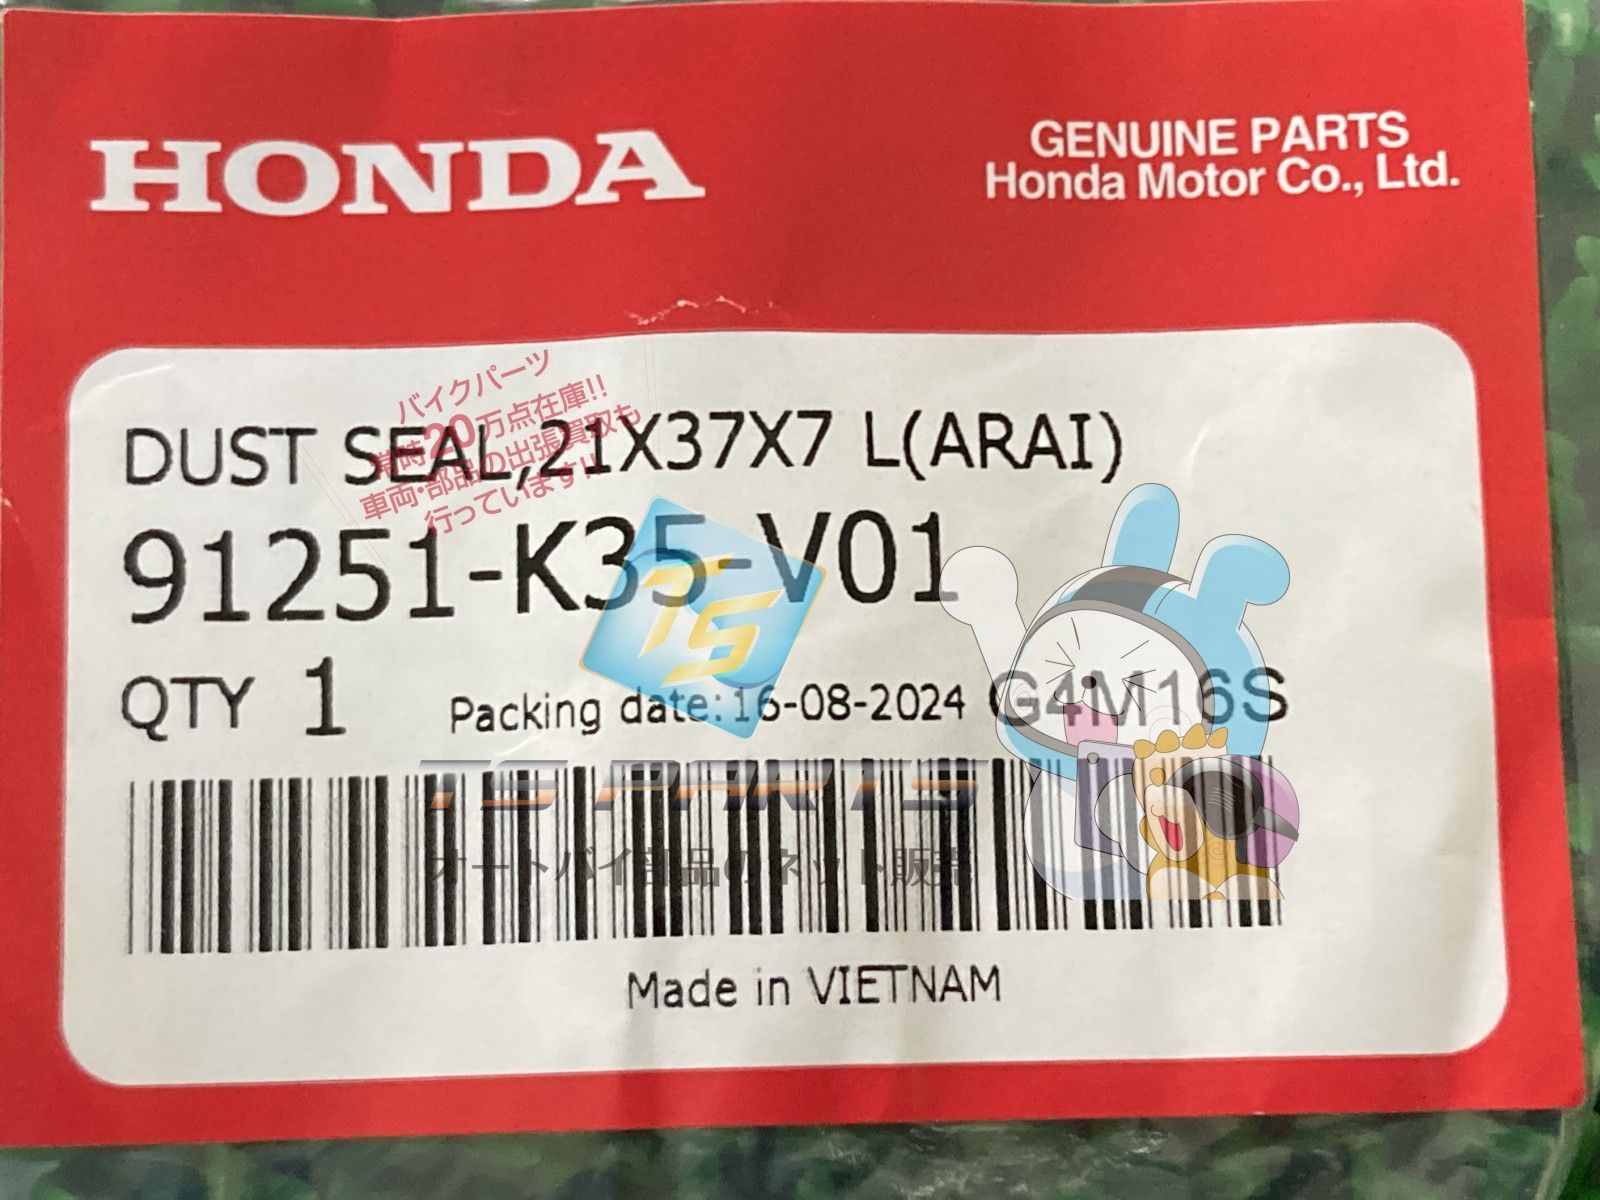 HONDA
GENUINE PARTS
Honda Motor Co., Ltd.
バイクパーツ
常時20万点在庫!!
車両・部品の出張買取も
行っています!!
DUST SEAL,21X37X7 L(ARAI)
91251-K35-V01
TS
QTY 1 Packing date:16-08-2024 G4M16S
TS PARTS
オートバイ部品のネット販売
Made in VIETNAM